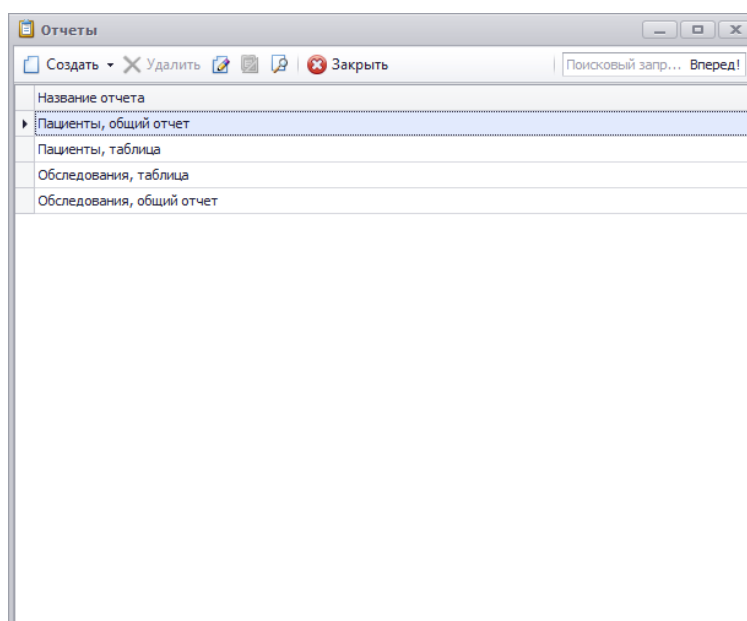 Отчеты
Создать Удалить Закрыть Поисковый запр... Вперед!
Название отчета
Пациенты, общий отчет
Пациенты, таблица
Обследования, таблица
Обследования, общий отчет